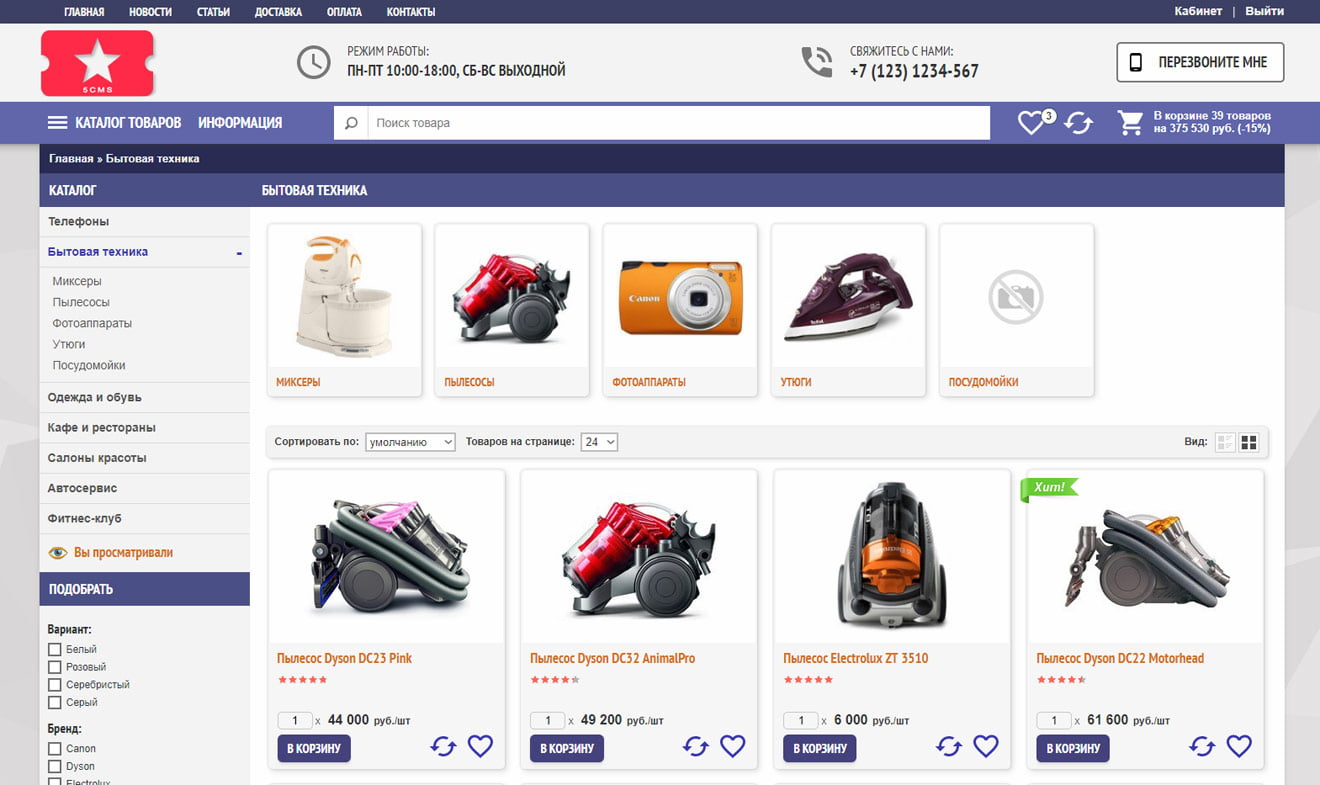 ГЛАВНАЯ НОВОСТИ СТАТЬИ ДОСТАВКА ОПЛАТА КОНТАКТЫ Кабинет | Выйти
5CMS
РЕЖИМ РАБОТЫ:
ПН-ПТ 10:00-18:00, СБ-ВС ВЫХОДНОЙ
СВЯЖИТЕСЬ С НАМИ:
+7 (123) 1234-567
ПЕРЕЗВОНИТЕ МНЕ
КАТАЛОГ ТОВАРОВ ИНФОРМАЦИЯ
Поиск товара
3
В корзине 39 товаров
на 375 530 руб. (-15%)
Главная » Бытовая техника
КАТАЛОГ
Телефоны
Бытовая техника -
Миксеры
Пылесосы
Фотоаппараты
Утюги
Посудомойки
Одежда и обувь
Кафе и рестораны
Салоны красоты
Автосервис
Фитнес-клуб
Вы просматривали
ПОДОБРАТЬ
Вариант:
Белый
Розовый
Серебристый
Серый
Бренд:
Canon
Dyson
Electrolux
БЫТОВАЯ ТЕХНИКА
Canon
Tefal
МИКСЕРЫ ПЫЛЕСОСЫ ФОТОАППАРАТЫ УТЮГИ ПОСУДОМОЙКИ
Сортировать по: умолчанию Товаров на странице: 24 Вид:
Хит!
Пылесос Dyson DC23 Pink
1 x 44 000 руб./шт
В КОРЗИНУ
Пылесос Dyson DC32 AnimalPro
1 x 49 200 руб./шт
В КОРЗИНУ
Пылесос Electrolux ZT 3510
1 x 6 000 руб./шт
В КОРЗИНУ
Пылесос Dyson DC22 Motorhead
1 x 61 600 руб./шт
В КОРЗИНУ